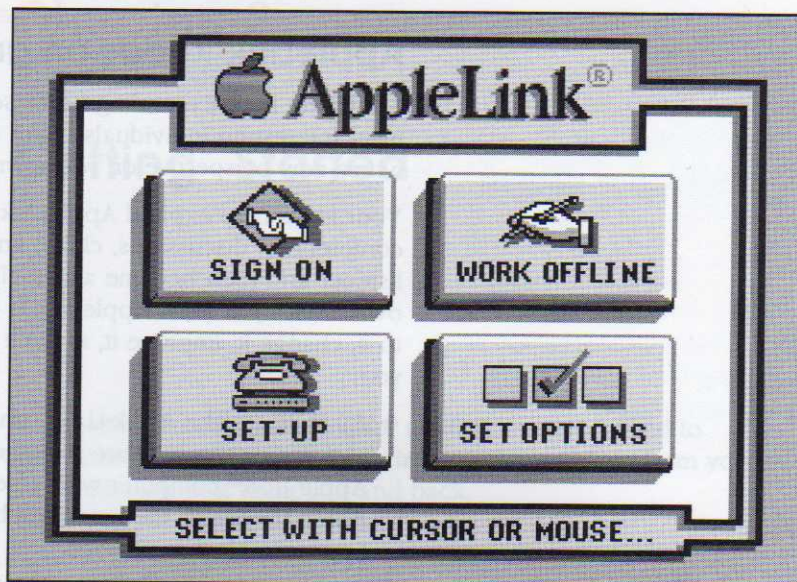 AppleLink®
SIGN ON
WORK OFFLINE
SET-UP
SET OPTIONS
SELECT WITH CURSOR OR MOUSE...